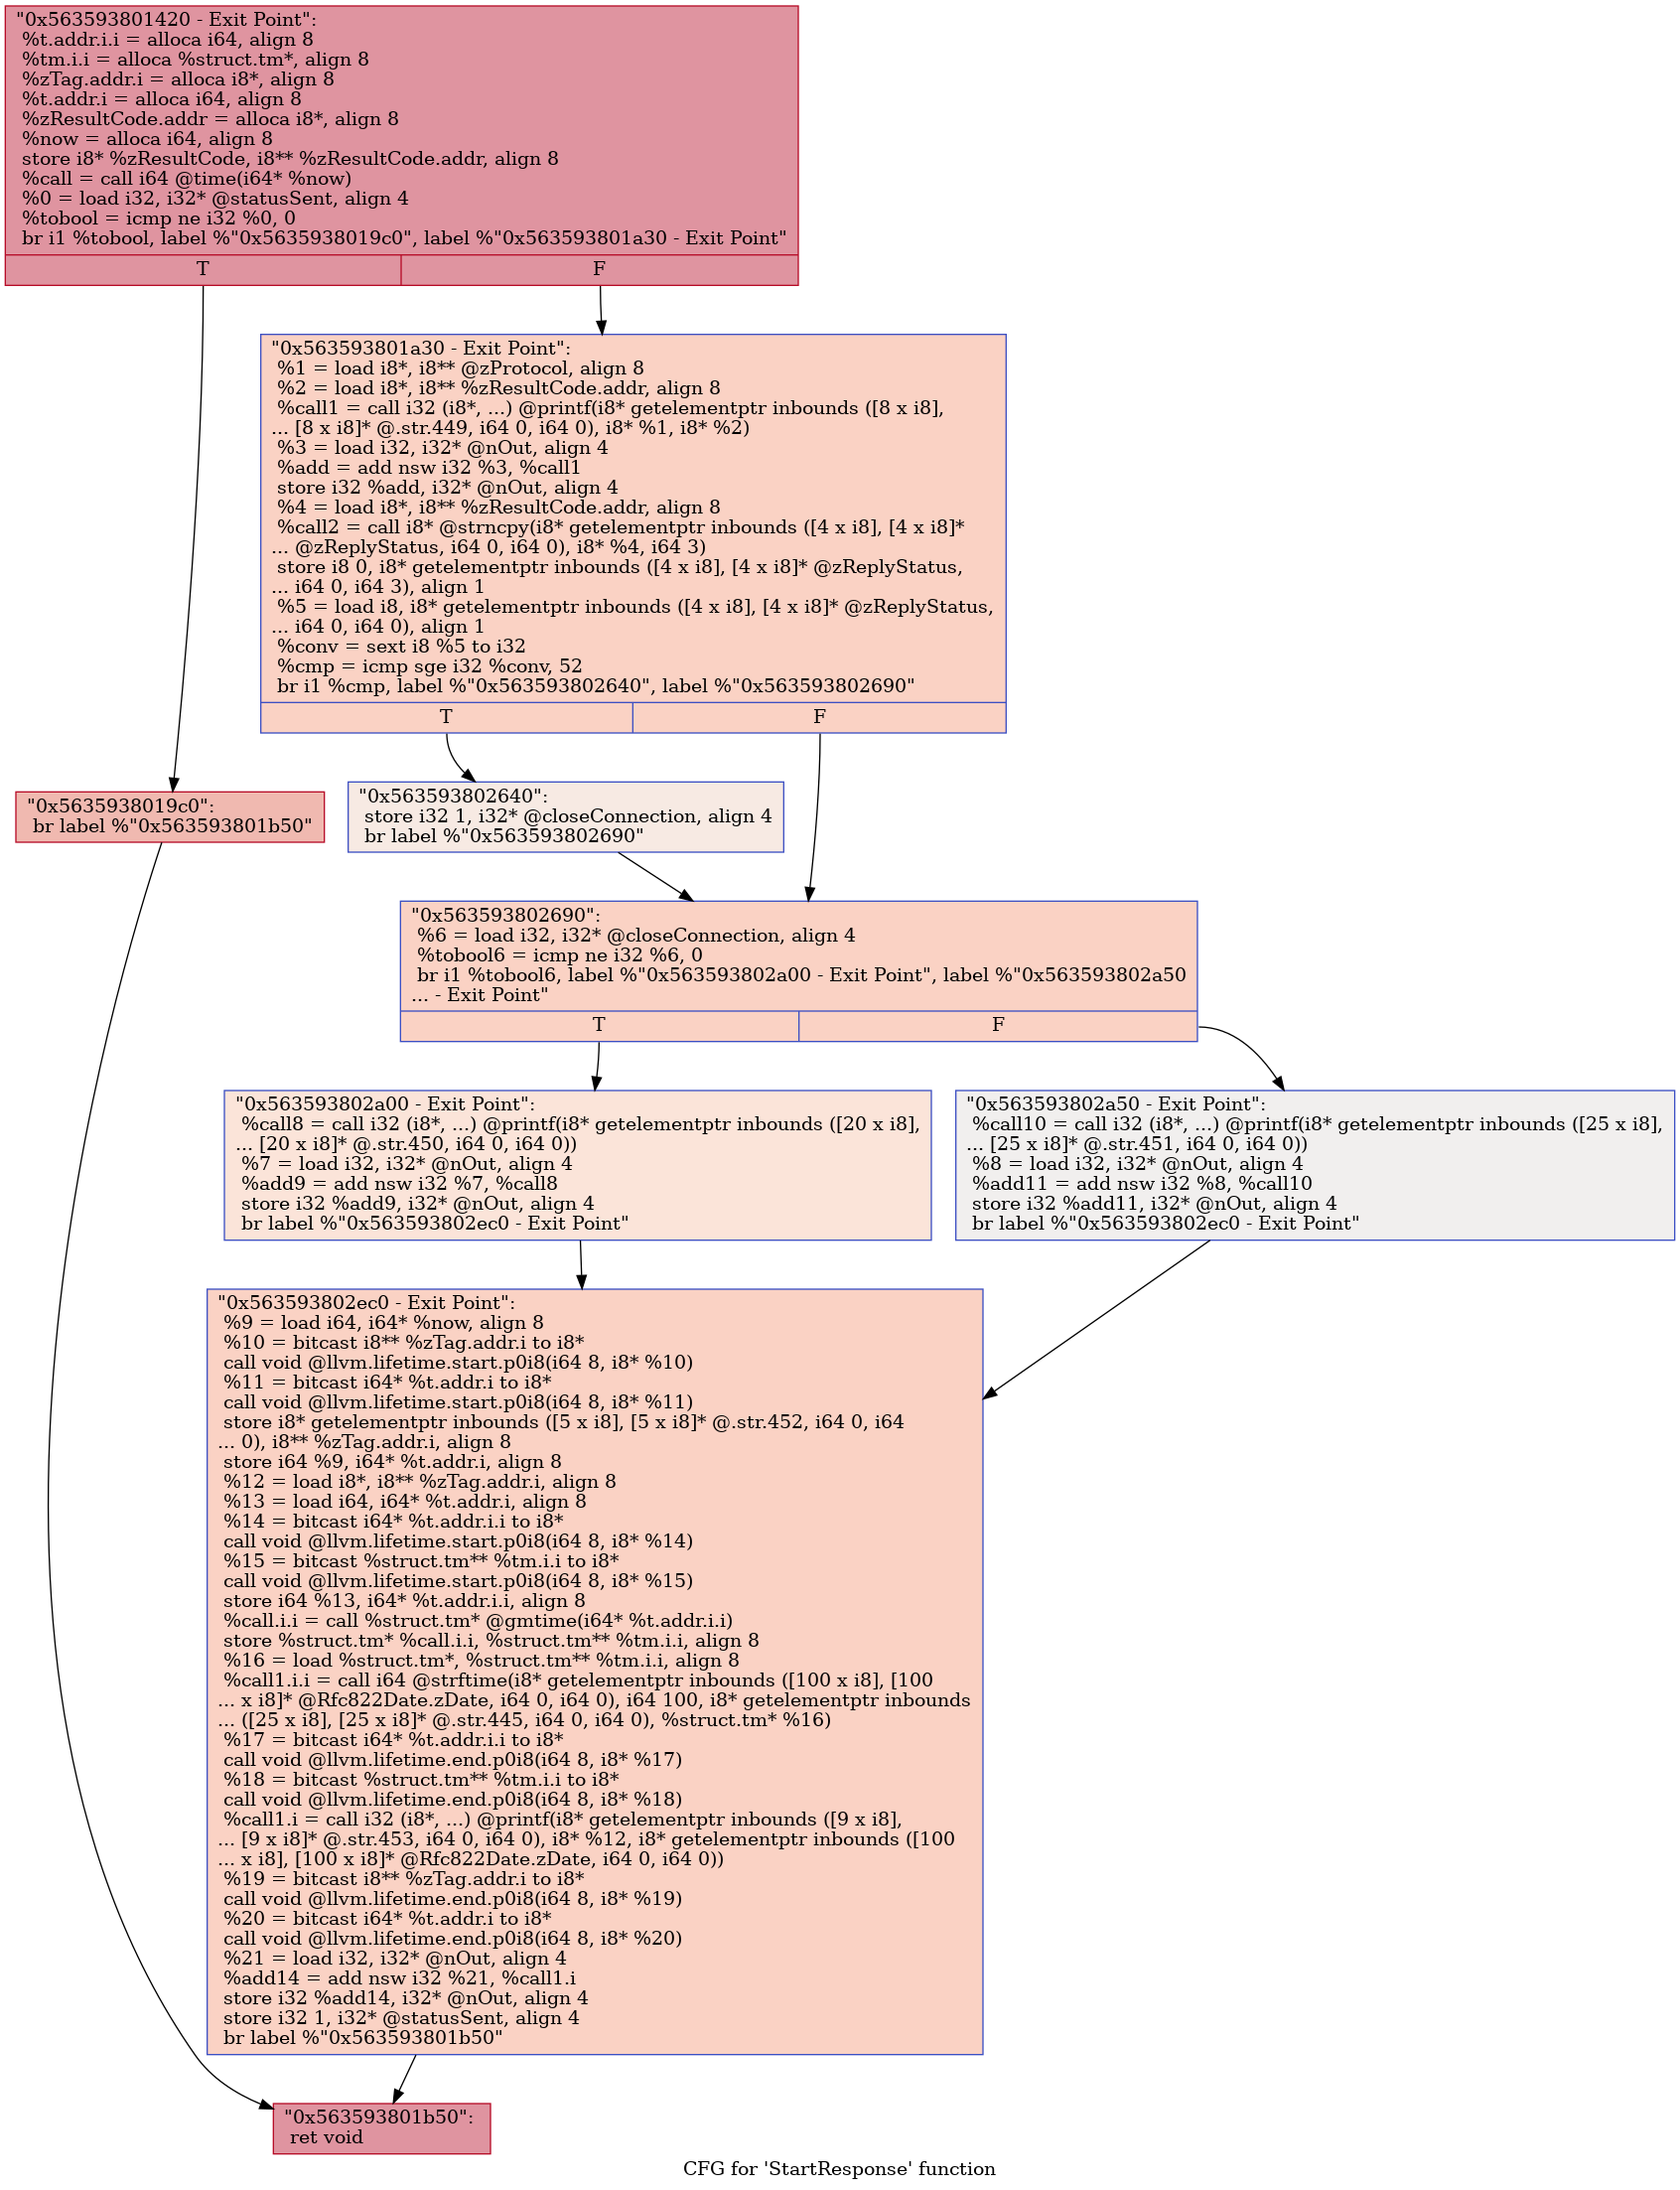 "0x563593801420 - Exit Point":
%t.addr.i.i = alloca i64, align 8
%tm.i.i = alloca %struct.tm*, align 8
%zTag.addr.i = alloca i8*, align 8
%t.addr.i = alloca i64, align 8
%zResultCode.addr = alloca i8*, align 8
%now = alloca i64, align 8
store i8* %zResultCode, i8** %zResultCode.addr, align 8
%call = call i64 @time(i64* %now)
%0 = load i32, i32* @statusSent, align 4
%tobool = icmp ne i32 %0, 0
br i1 %tobool, label %"0x5635938019c0", label %"0x563593801a30 - Exit Point"
T F
"0x563593801a30 - Exit Point":
%1 = load i8*, i8** @zProtocol, align 8
%2 = load i8*, i8** %zResultCode.addr, align 8
%call1 = call i32 (i8*, ...) @printf(i8* getelementptr inbounds ([8 x i8],
... [8 x i8]* @.str.449, i64 0, i64 0), i8* %1, i8* %2)
%3 = load i32, i32* @nOut, align 4
%add = add nsw i32 %3, %call1
store i32 %add, i32* @nOut, align 4
%4 = load i8*, i8** %zResultCode.addr, align 8
%call2 = call i8* @strncpy(i8* getelementptr inbounds ([4 x i8], [4 x i8]*
... @zReplyStatus, i64 0, i64 0), i8* %4, i64 3)
store i8 0, i8* getelementptr inbounds ([4 x i8], [4 x i8]* @zReplyStatus,
... i64 0, i64 3), align 1
%5 = load i8, i8* getelementptr inbounds ([4 x i8], [4 x i8]* @zReplyStatus,
... i64 0, i64 0), align 1
%conv = sext i8 %5 to i32
%cmp = icmp sge i32 %conv, 52
br i1 %cmp, label %"0x563593802640", label %"0x563593802690"
T F
"0x5635938019c0":
br label %"0x563593801b50"
"0x563593802640":
store i32 1, i32* @closeConnection, align 4
br label %"0x563593802690"
"0x563593802690":
%6 = load i32, i32* @closeConnection, align 4
%tobool6 = icmp ne i32 %6, 0
br i1 %tobool6, label %"0x563593802a00 - Exit Point", label %"0x563593802a50
... - Exit Point"
T F
"0x563593802a00 - Exit Point":
%call8 = call i32 (i8*, ...) @printf(i8* getelementptr inbounds ([20 x i8],
... [20 x i8]* @.str.450, i64 0, i64 0))
%7 = load i32, i32* @nOut, align 4
%add9 = add nsw i32 %7, %call8
store i32 %add9, i32* @nOut, align 4
br label %"0x563593802ec0 - Exit Point"
"0x563593802a50 - Exit Point":
%call10 = call i32 (i8*, ...) @printf(i8* getelementptr inbounds ([25 x i8],
... [25 x i8]* @.str.451, i64 0, i64 0))
%8 = load i32, i32* @nOut, align 4
%add11 = add nsw i32 %8, %call10
store i32 %add11, i32* @nOut, align 4
br label %"0x563593802ec0 - Exit Point"
"0x563593802ec0 - Exit Point":
%9 = load i64, i64* %now, align 8
%10 = bitcast i8** %zTag.addr.i to i8*
call void @llvm.lifetime.start.p0i8(i64 8, i8* %10)
%11 = bitcast i64* %t.addr.i to i8*
call void @llvm.lifetime.start.p0i8(i64 8, i8* %11)
store i8* getelementptr inbounds ([5 x i8], [5 x i8]* @.str.452, i64 0, i64
... 0), i8** %zTag.addr.i, align 8
store i64 %9, i64* %t.addr.i, align 8
%12 = load i8*, i8** %zTag.addr.i, align 8
%13 = load i64, i64* %t.addr.i, align 8
%14 = bitcast i64* %t.addr.i.i to i8*
call void @llvm.lifetime.start.p0i8(i64 8, i8* %14)
%15 = bitcast %struct.tm** %tm.i.i to i8*
call void @llvm.lifetime.start.p0i8(i64 8, i8* %15)
store i64 %13, i64* %t.addr.i.i, align 8
%call.i.i = call %struct.tm* @gmtime(i64* %t.addr.i.i)
store %struct.tm* %call.i.i, %struct.tm** %tm.i.i, align 8
%16 = load %struct.tm*, %struct.tm** %tm.i.i, align 8
%call1.i.i = call i64 @strftime(i8* getelementptr inbounds ([100 x i8], [100
... x i8]* @Rfc822Date.zDate, i64 0, i64 0), i64 100, i8* getelementptr inbounds
... ([25 x i8], [25 x i8]* @.str.445, i64 0, i64 0), %struct.tm* %16)
%17 = bitcast i64* %t.addr.i.i to i8*
call void @llvm.lifetime.end.p0i8(i64 8, i8* %17)
%18 = bitcast %struct.tm** %tm.i.i to i8*
call void @llvm.lifetime.end.p0i8(i64 8, i8* %18)
%call1.i = call i32 (i8*, ...) @printf(i8* getelementptr inbounds ([9 x i8],
... [9 x i8]* @.str.453, i64 0, i64 0), i8* %12, i8* getelementptr inbounds ([100
... x i8], [100 x i8]* @Rfc822Date.zDate, i64 0, i64 0))
%19 = bitcast i8** %zTag.addr.i to i8*
call void @llvm.lifetime.end.p0i8(i64 8, i8* %19)
%20 = bitcast i64* %t.addr.i to i8*
call void @llvm.lifetime.end.p0i8(i64 8, i8* %20)
%21 = load i32, i32* @nOut, align 4
%add14 = add nsw i32 %21, %call1.i
store i32 %add14, i32* @nOut, align 4
store i32 1, i32* @statusSent, align 4
br label %"0x563593801b50"
"0x563593801b50":
ret void
CFG for 'StartResponse' function